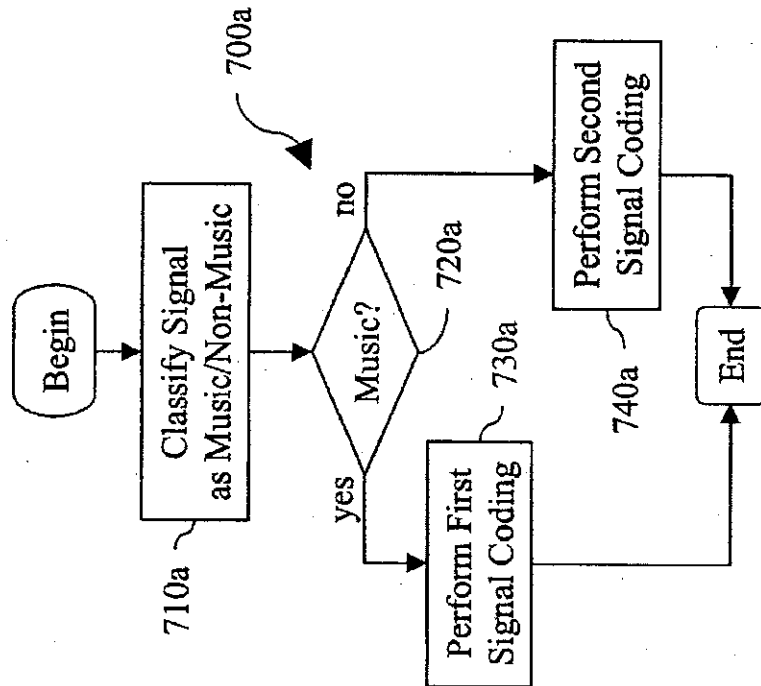 700a
Begin
Classify Signal
as Music/Non-Music
710a
Music?
720a
yes
no
Perform First
Signal Coding
730a
Perform Second
Signal Coding
740a
End